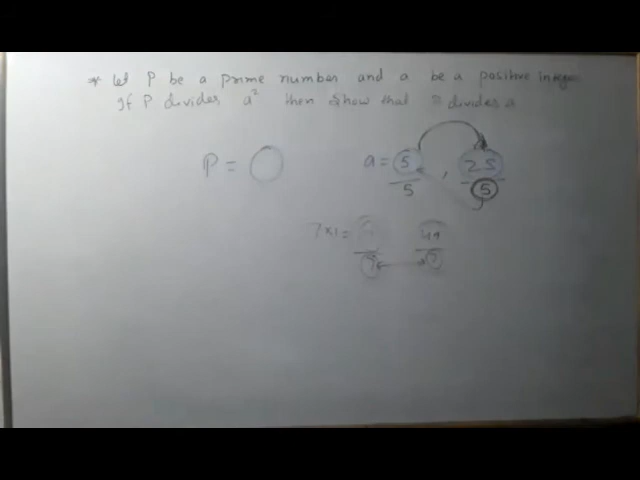 * Let P be a prime number and a be a positive integer
If P divides a² then show that P divides a
P =
a = 5/5 , 25/5
7x1 =
49/7